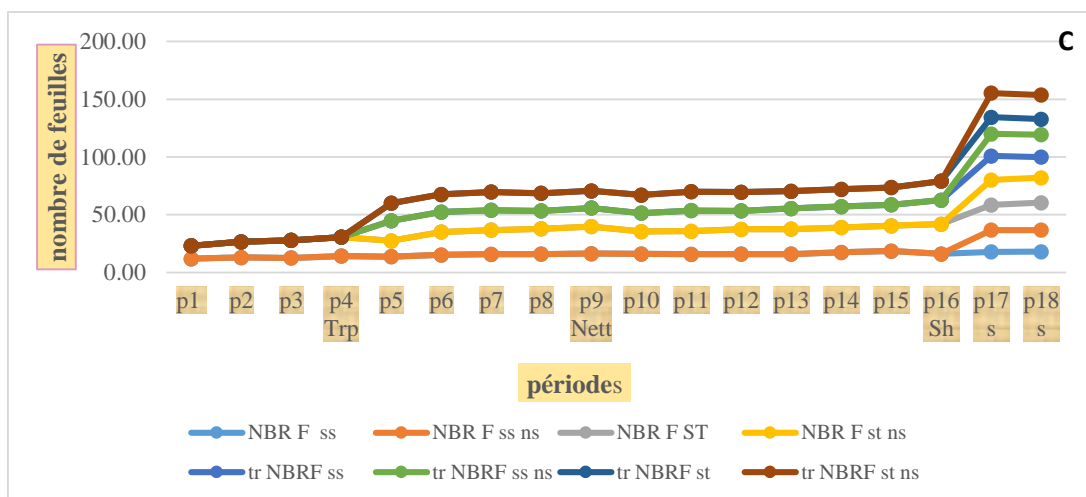 C
nombre de feuilles
200.00
150.00
100.00
50.00
0.00
p1 p2 p3 p4 p5 p6 p7 p8 p9 p10 p11 p12 p13 p14 p15 p16 p17 p18
Trp Nett Sh s s
périodes
NBR F ss NBR F ss ns NBR F ST NBR F st ns
tr NBRF ss tr NBRF ss ns tr NBRF st tr NBRF st ns